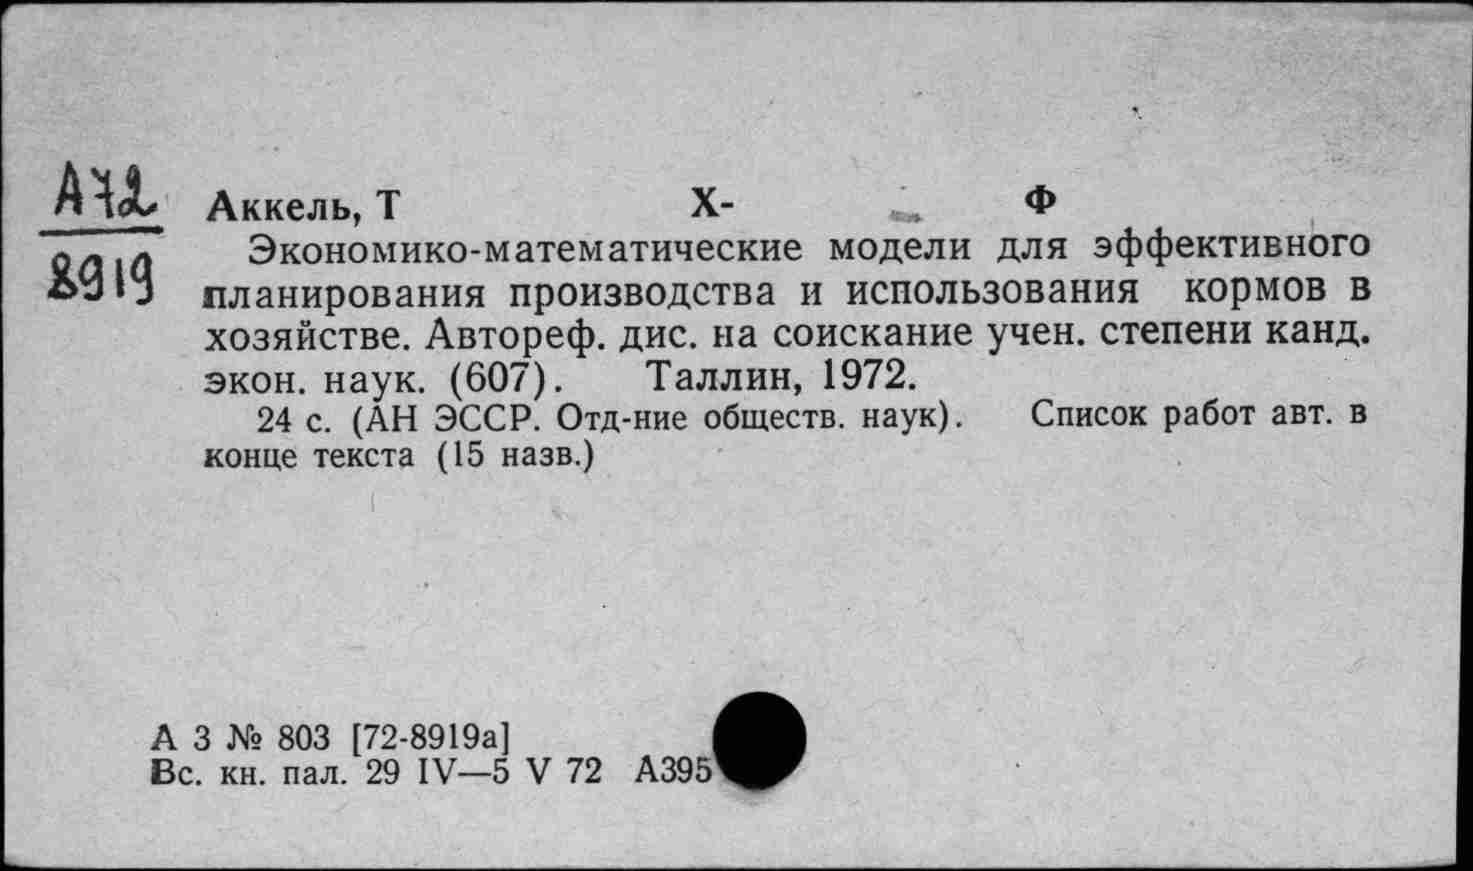 А72
8919
Аккель, Т Х- Ф
Экономико-математические модели для эффективного
планирования производства и использования кормов в
хозяйстве. Автореф. дис. на соискание учен. степени канд.
экон. наук. (607). Таллин, 1972.
24 с. (АН ЭССР. Отд-ние обществ. наук). Список работ авт. в
конце текста (15 назв.)
А 3 № 803 [72-8919а]
Вс. кн. пал. 29 IV—5 V 72 А395